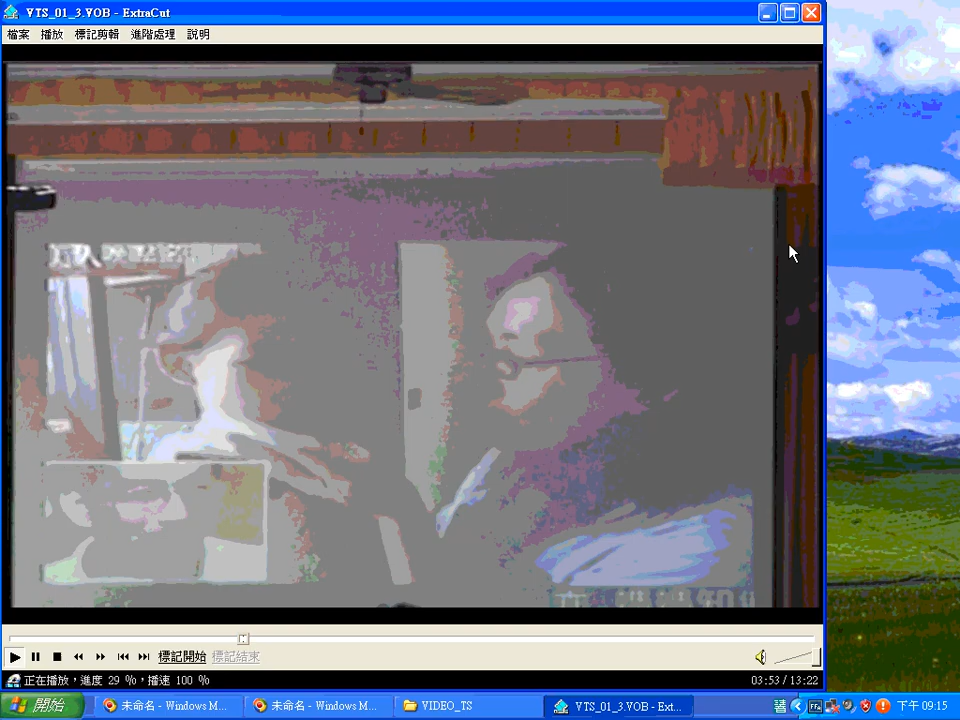 VTS_01_3.VOB - ExtraCut
檔案 播放 標記剪輯 進階處理 說明
標記開始 標記結束
正在播放，進度 29 %，播速 100 % 03:53 / 13:22
開始 未命名 - Windows M... 未命名 - Windows M... VIDEO_TS VTS_01_3.VOB - Ext... 下午 09:15